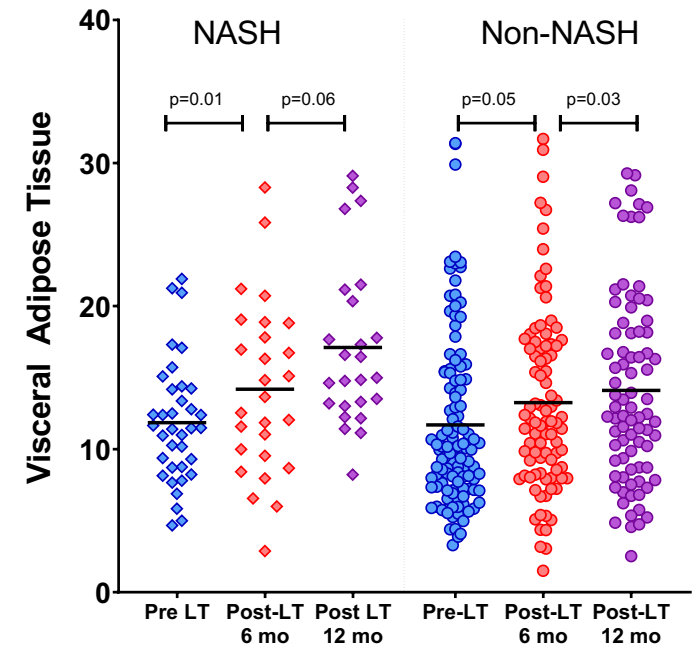 NASH
Non-NASH
p=0.01
p=0.06
p=0.05
p=0.03
Visceral Adipose Tissue
40
30
20
10
0
Pre LT
Post-LT
6 mo
Post LT
12 mo
Pre-LT
Post-LT
6 mo
Post-LT
12 mo